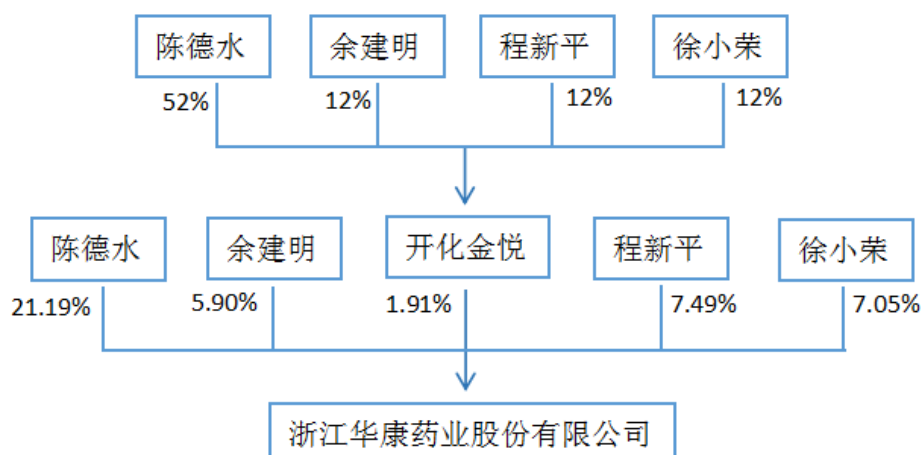 陈德水 余建明 程新平 徐小荣
52% 12% 12% 12%
陈德水 余建明 开化金悦 程新平 徐小荣
21.19% 5.90% 1.91% 7.49% 7.05%
浙江华康药业股份有限公司